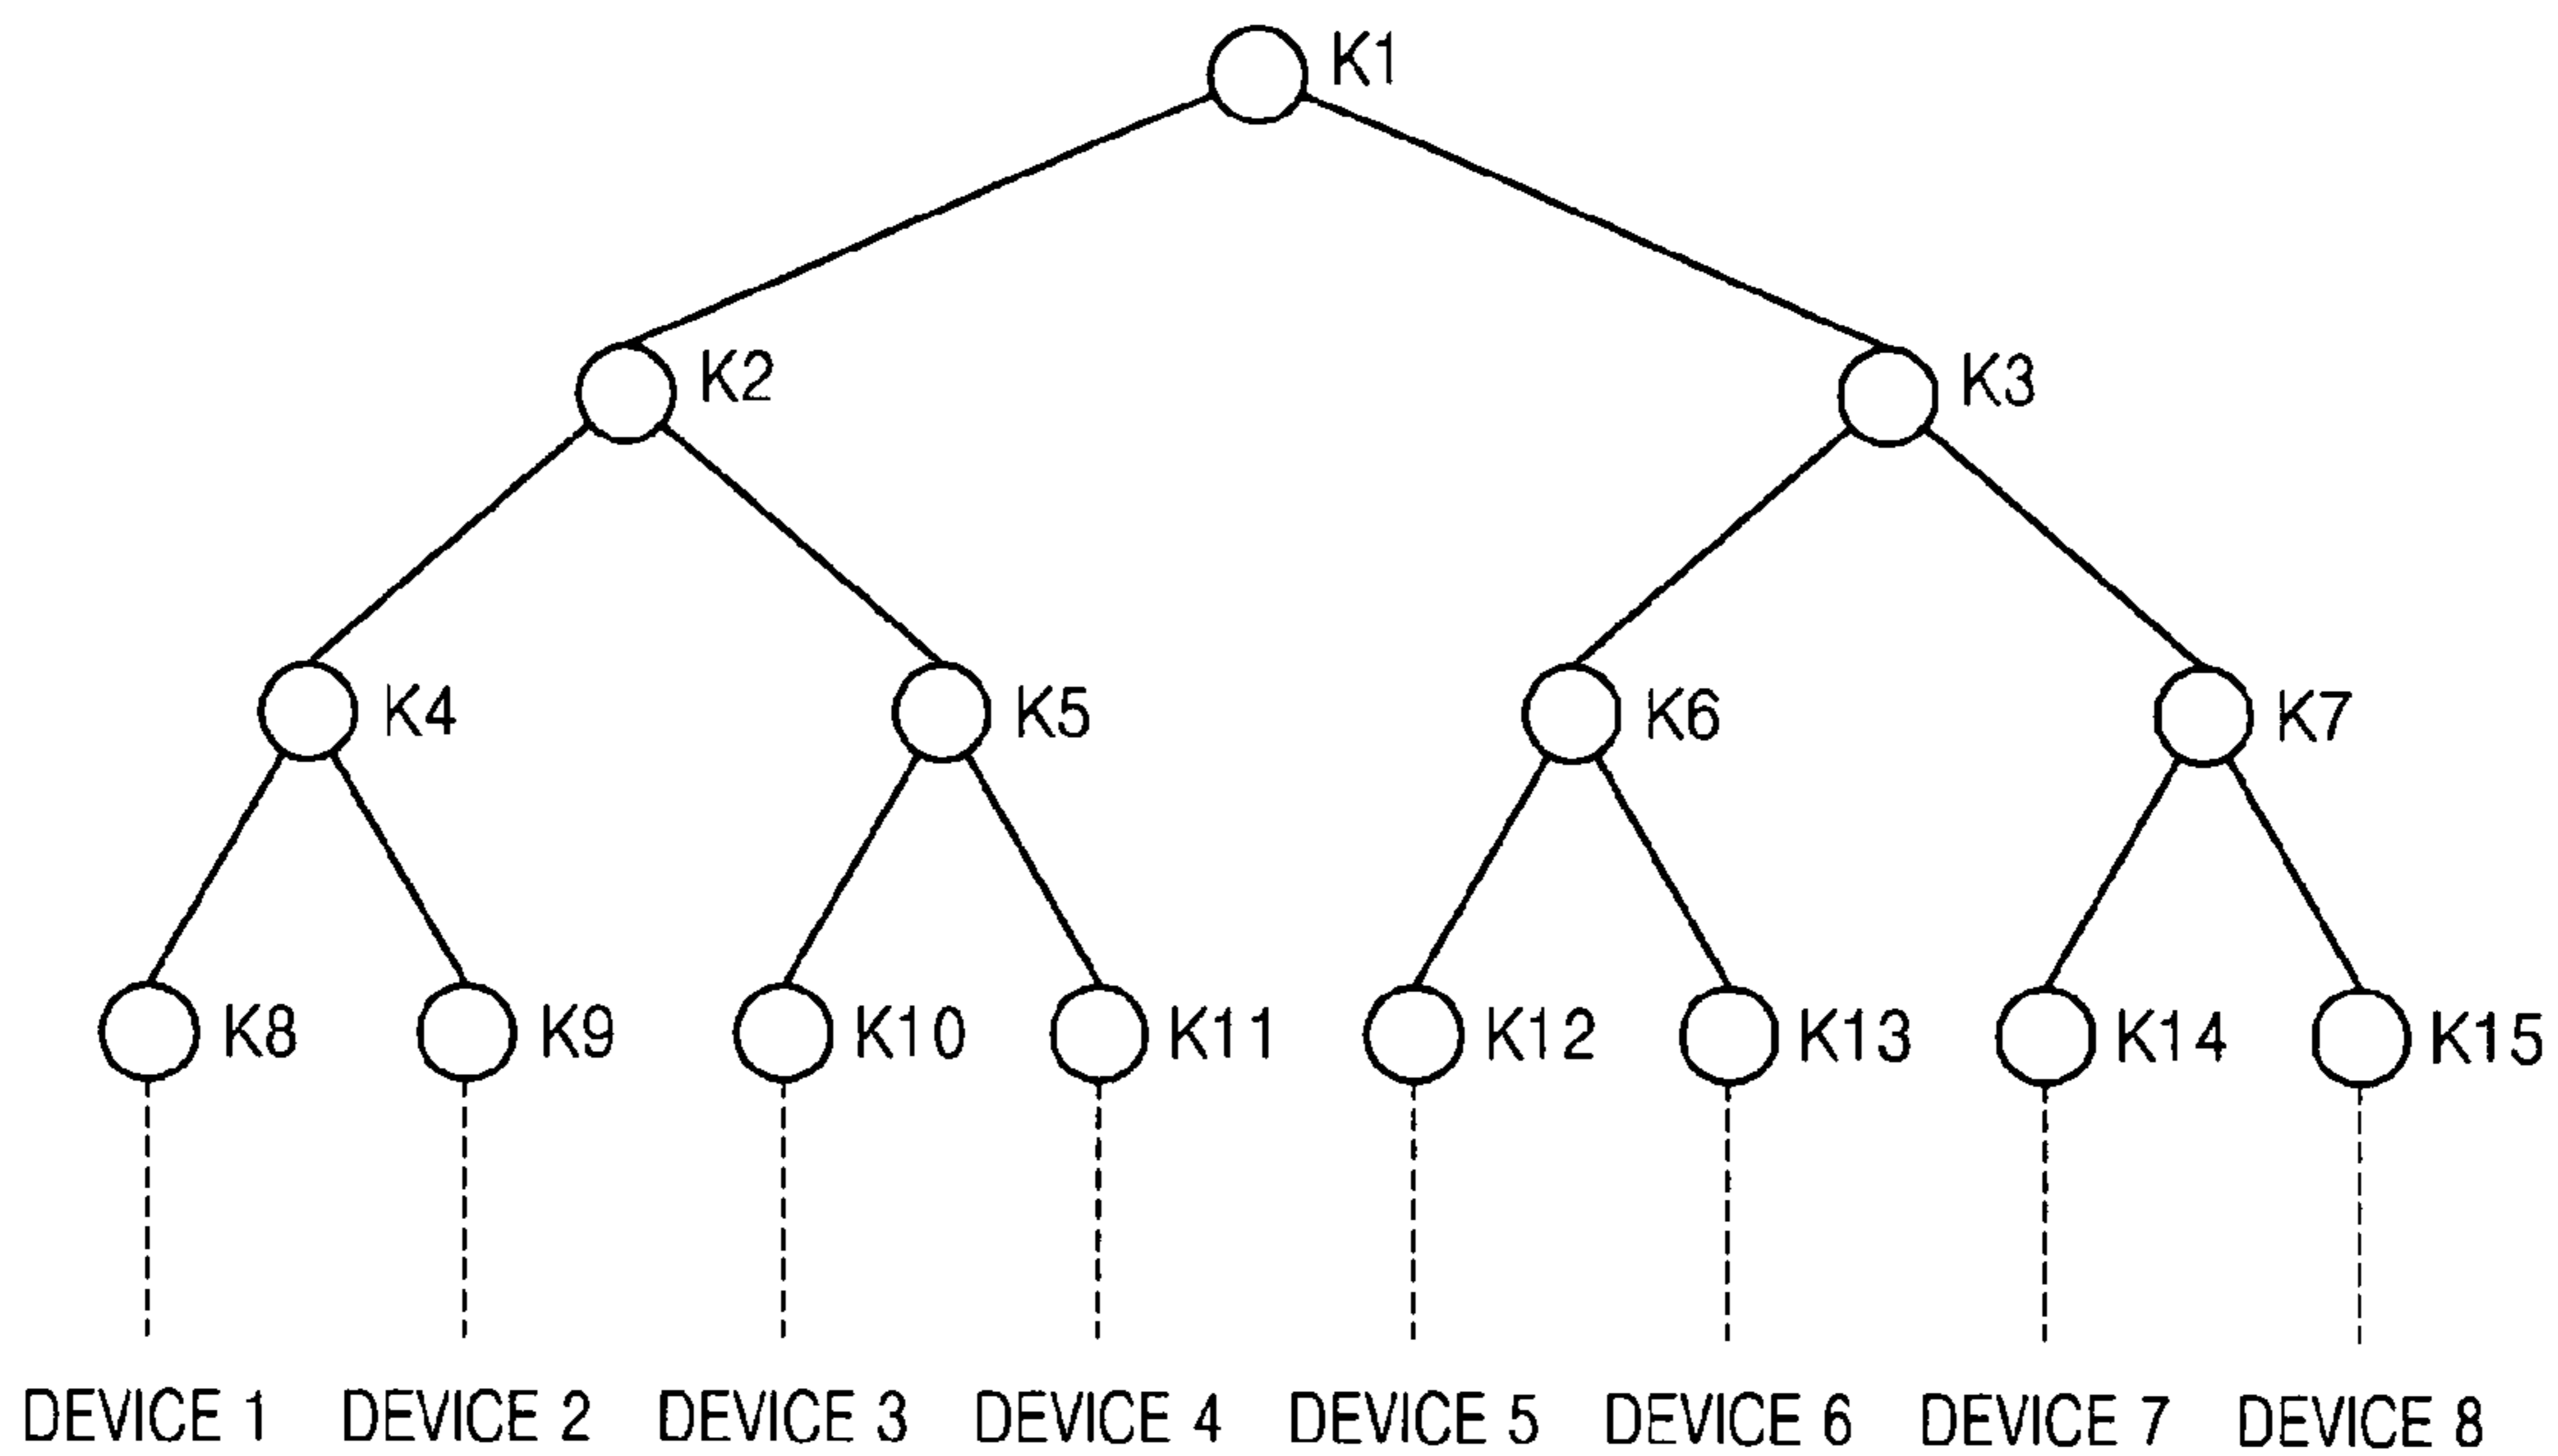 K1
K2 K3
K4 K5 K6 K7
K8 K9 K10 K11 K12 K13 K14 K15
DEVICE 1 DEVICE 2 DEVICE 3 DEVICE 4 DEVICE 5 DEVICE 6 DEVICE 7 DEVICE 8